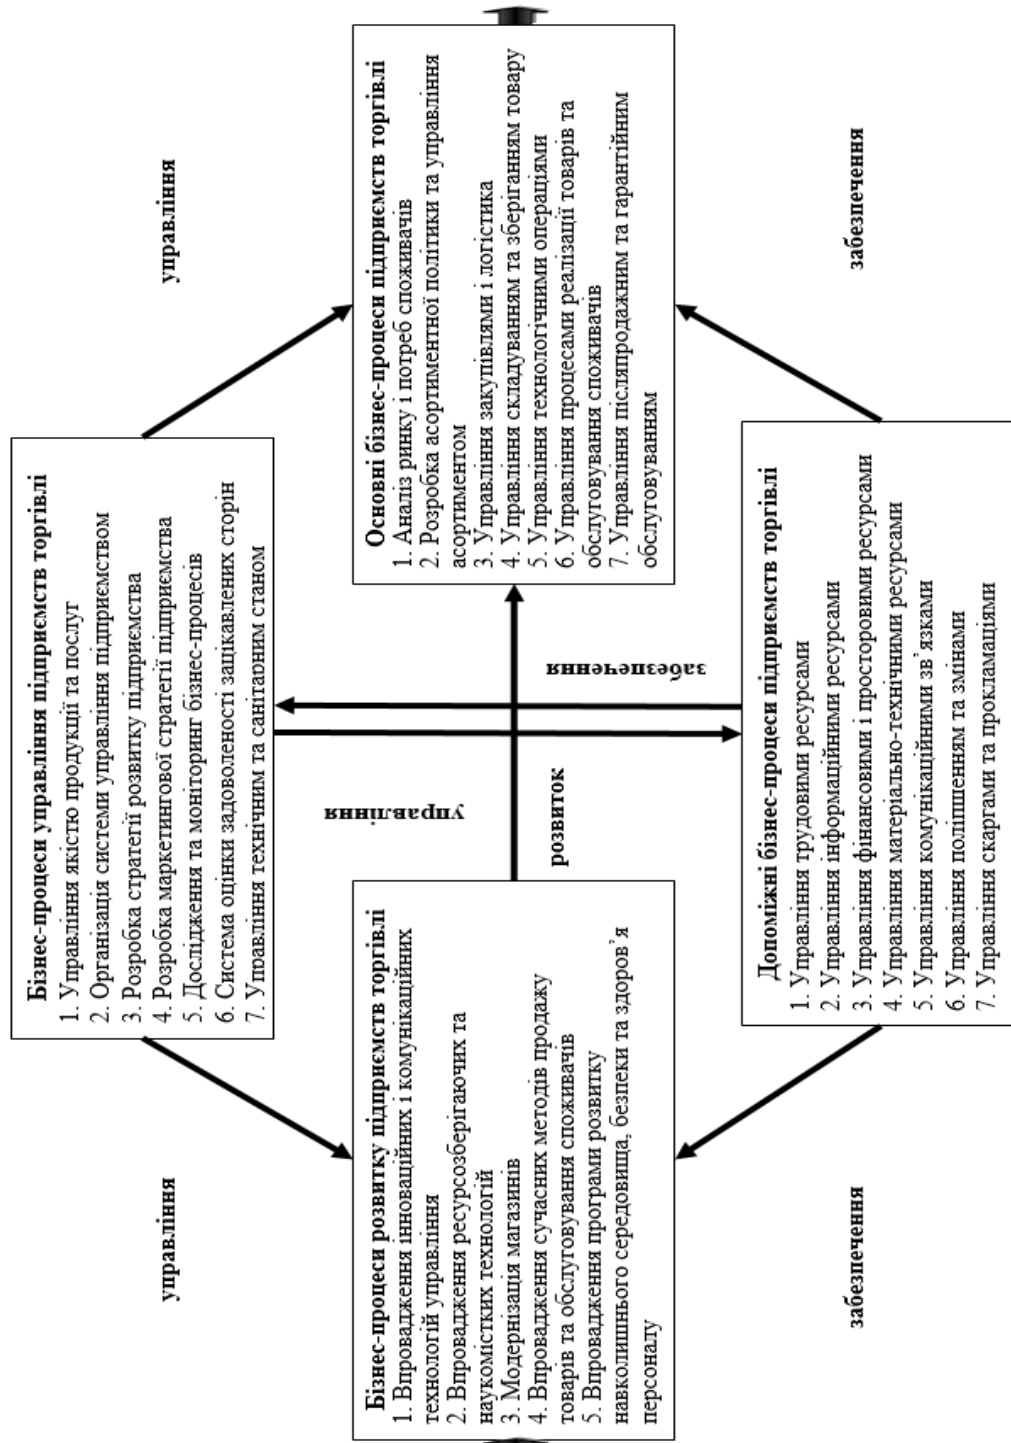 Бізнес-процеси управління підприємств торгівлі
1. Управління якістю продукції та послуг
2. Організація системи управління підприємством
3. Розробка стратегії розвитку підприємства
4. Розробка маркетингової стратегії підприємства
5. Дослідження та моніторинг бізнес-процесів
6. Система оцінки задоволеності зацікавлених сторін
7. Управління технічним та санітарним станом
управління
управління
Бізнес-процеси розвитку підприємств торгівлі
1. Впровадження інноваційних і комунікаційних
технологій управління
2. Впровадження ресурсозберігаючих та
наукомістких технологій
3. Модернізація магазинів
4. Впровадження сучасних методів продажу
товарів та обслуговування споживачів
5. Впровадження програми розвитку
навколишнього середовища, безпеки та здоров’я
персоналу
управління
забезпечення
розвиток
Основні бізнес-процеси підприємств торгівлі
1. Аналіз ринку і потреб споживачів
2. Розробка асортиментної політики та управління
асортиментом
3. Управління закупівлями і логістика
4. Управління складуванням та зберіганням товару
5. Управління технологічними операціями
6. Управління процесами реалізації товарів та
обслуговування споживачів
7. Управління післяпродажним та гарантійним
обслуговуванням
забезпечення
забезпечення
Допоміжні бізнес-процеси підприємств торгівлі
1. Управління трудовими ресурсами
2. Управління інформаційними ресурсами
3. Управління фінансовими і просторовими ресурсами
4. Управління матеріально-технічними ресурсами
5. Управління комунікаційними зв’язками
6. Управління поліпшенням та змінами
7. Управління скаргами та прокламаціями